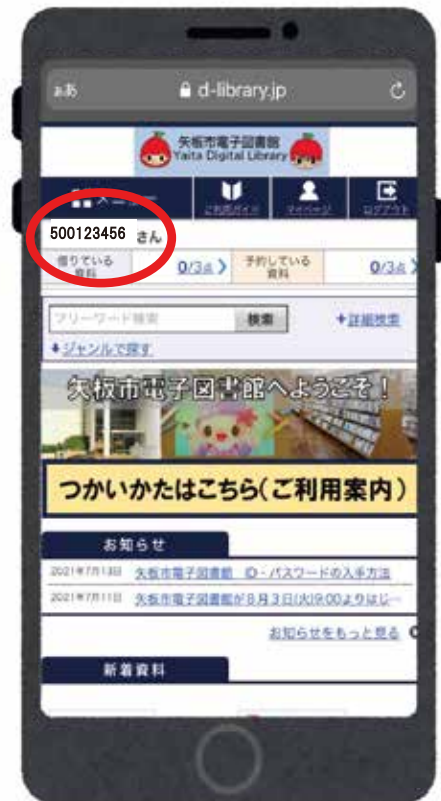 ああ d-library.jp
矢板市電子図書館
Yaita Digital Library
メニュー ご利用ガイド マイページ ログアウト
500123456 さん
借りている資料 0/3点 予約している資料 0/3点
フリーワード検索 検索 +詳細検索
+ジャンルで探す
矢板市電子図書館へようこそ!
つかいかたはこちら(ご利用案内)
お知らせ
2021年7月13日 矢板市電子図書館 ID・パスワードの入手方法
2021年7月11日 矢板市電子図書館が8月3日(火)9:00よりはじ…
お知らせをもっと見る
新着資料